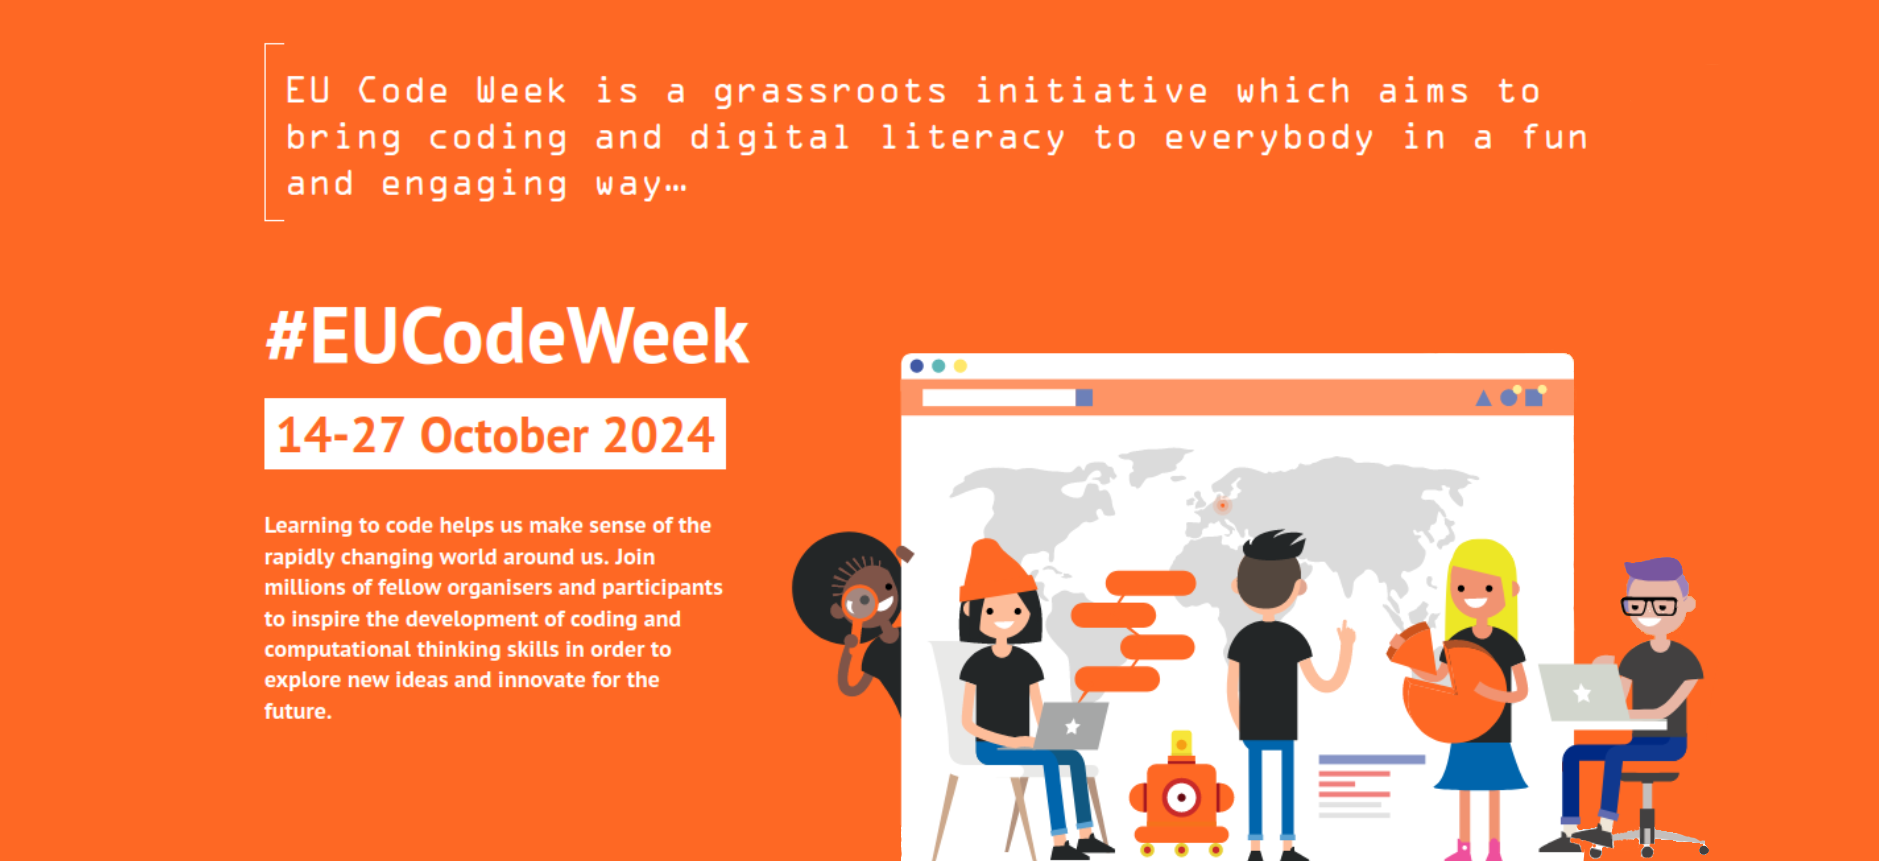 EU Code Week is a grassroots initiative which aims to
bring coding and digital literacy to everybody in a fun
and engaging way…
#EUCodeWeek
14-27 October 2024
Learning to code helps us make sense of the
rapidly changing world around us. Join
millions of fellow organisers and participants
to inspire the development of coding and
computational thinking skills in order to
explore new ideas and innovate for the
future.